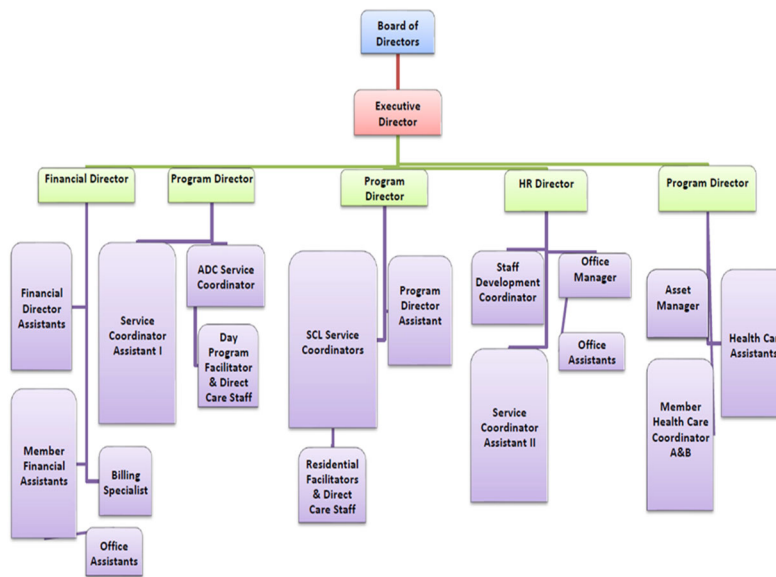 Board of
Directors
Executive
Director
Financial Director
Program Director
Program
Director
HR Director
Program Director
Financial
Director
Assistants
Service
Coordinator
Assistant I
ADC Service
Coordinator
Day
Program
Facilitator
& Direct
Care Staff
SCL Service
Coordinators
Program
Director
Assistant
Staff
Development
Coordinator
Office
Manager
Office
Assistants
Asset
Manager
Health Care
Assistants
Member
Financial
Assistants
Billing
Specialist
Office
Assistants
Residential
Facilitators
& Direct
Care Staff
Service
Coordinator
Assistant II
Member
Health Care
Coordinator
A&B